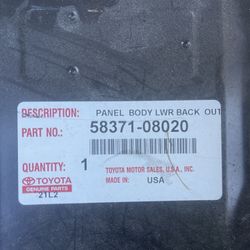 DESCRIPTION:
PANEL BODY LWR BACK OUT
PART NO.: 58371-08020
QUANTITY: 1
TOYOTA MOTOR SALES, U.S.A., INC.
TOYOTA MADE IN: USA
GENUINE PARTS
21L2